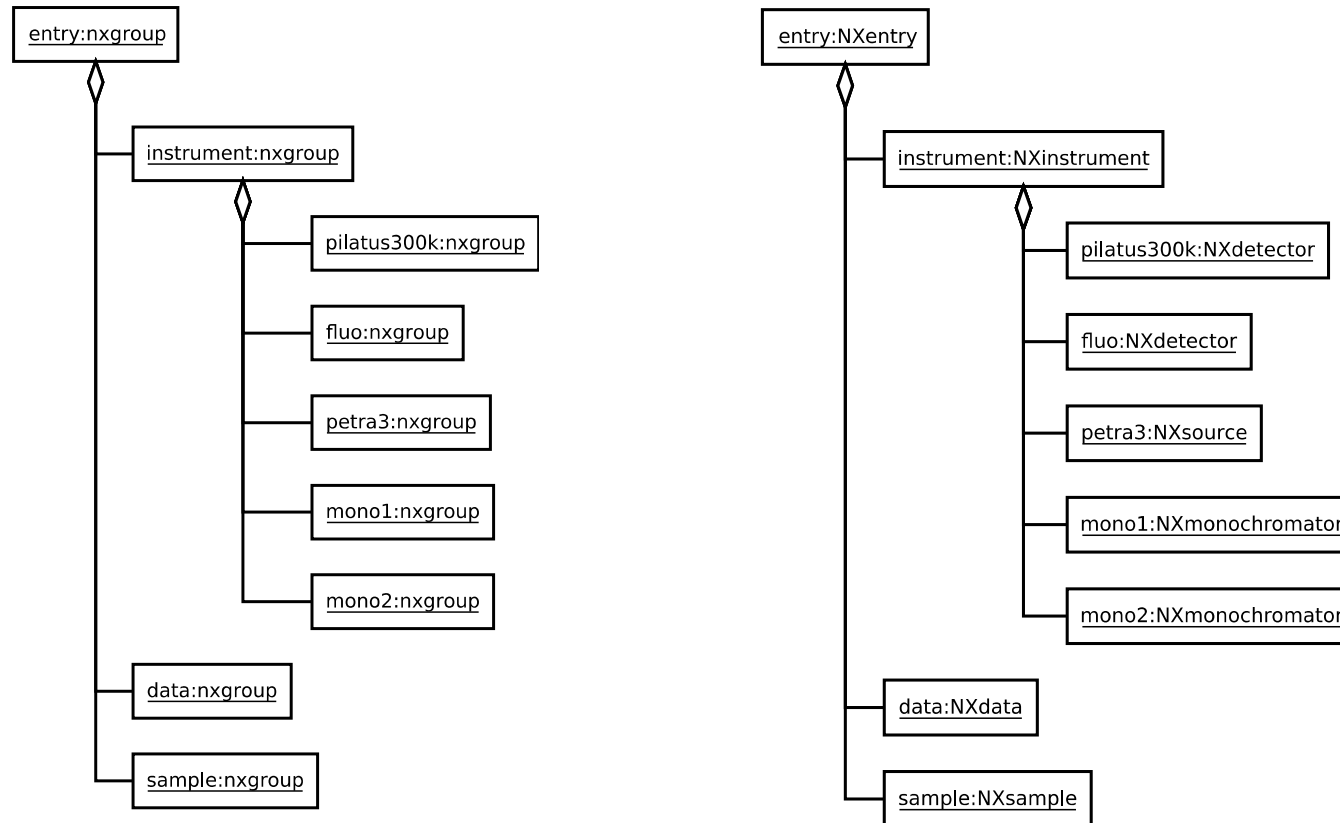 entry:nxgroup
instrument:nxgroup
pilatus300k:nxgroup
fluo:nxgroup
petra3:nxgroup
mono1:nxgroup
mono2:nxgroup
data:nxgroup
sample:nxgroup
entry:NXentry
instrument:NXinstrument
pilatus300k:NXdetector
fluo:NXdetector
petra3:NXsource
mono1:NXmonochromator
mono2:NXmonochromator
data:NXdata
sample:NXsample